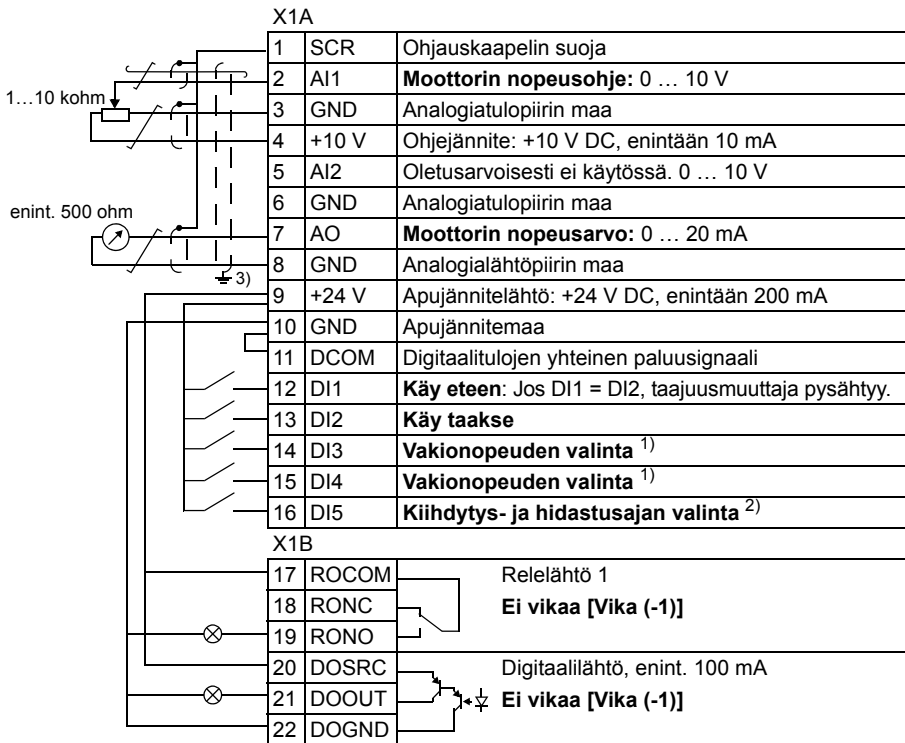 X1A
1 SCR Ohjauskaapelin suoja
2 AI1 Moottorin nopeusohje: 0 … 10 V
1…10 kohm
3 GND Analogiatulopiirin maa
4 +10 V Ohjejännite: +10 V DC, enintään 10 mA
5 AI2 Oletusarvoisesti ei käytössä. 0 … 10 V
6 GND Analogiatulopiirin maa
enint. 500 ohm
7 AO Moottorin nopeusarvo: 0 … 20 mA
8 GND Analogialähtöpiirin maa
3)
9 +24 V Apujännitelähtö: +24 V DC, enintään 200 mA
10 GND Apujännitemaa
11 DCOM Digitaalitulojen yhteinen paluusignaali
12 DI1 Käy eteen: Jos DI1 = DI2, taajuusmuuttaja pysähtyy.
13 DI2 Käy taakse
14 DI3 Vakionopeuden valinta 1)
15 DI4 Vakionopeuden valinta 1)
16 DI5 Kiihdytys- ja hidastusajan valinta 2)
X1B
17 ROCOM Relelähtö 1
18 RONC Ei vikaa [Vika (-1)]
19 RONO
20 DOSRC Digitaalilähtö, enint. 100 mA
21 DOOUT Ei vikaa [Vika (-1)]
22 DOGND